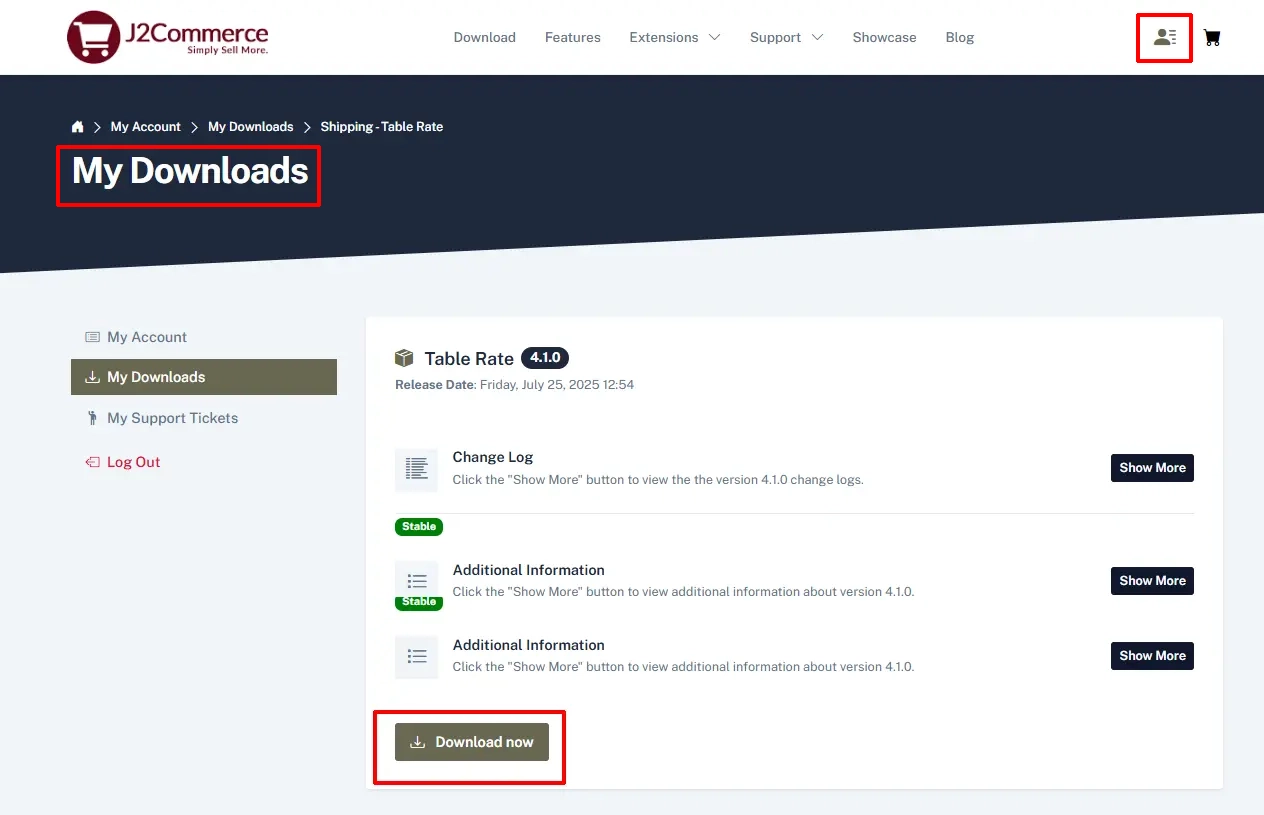 J2Commerce
Simply Sell More.
Download Features Extensions Support Showcase Blog
My Account My Downloads Shipping - Table Rate
My Downloads
My Account
My Downloads
My Support Tickets
Log Out
Table Rate 4.1.0
Release Date: Friday, July 25, 2025 12:54
Change Log
Click the "Show More" button to view the the version 4.1.0 change logs.
Show More
Stable
Additional Information
Click the "Show More" button to view additional information about version 4.1.0.
Show More
Stable
Additional Information
Click the "Show More" button to view additional information about version 4.1.0.
Show More
Download now